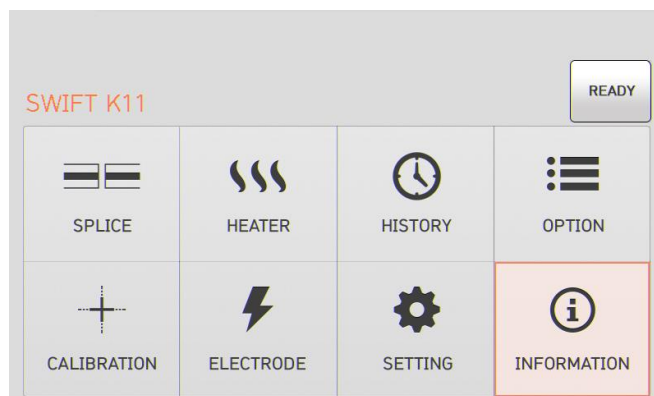 READY
SWIFT K11
SPLICE
HEATER
HISTORY
OPTION
CALIBRATION
ELECTRODE
SETTING
INFORMATION